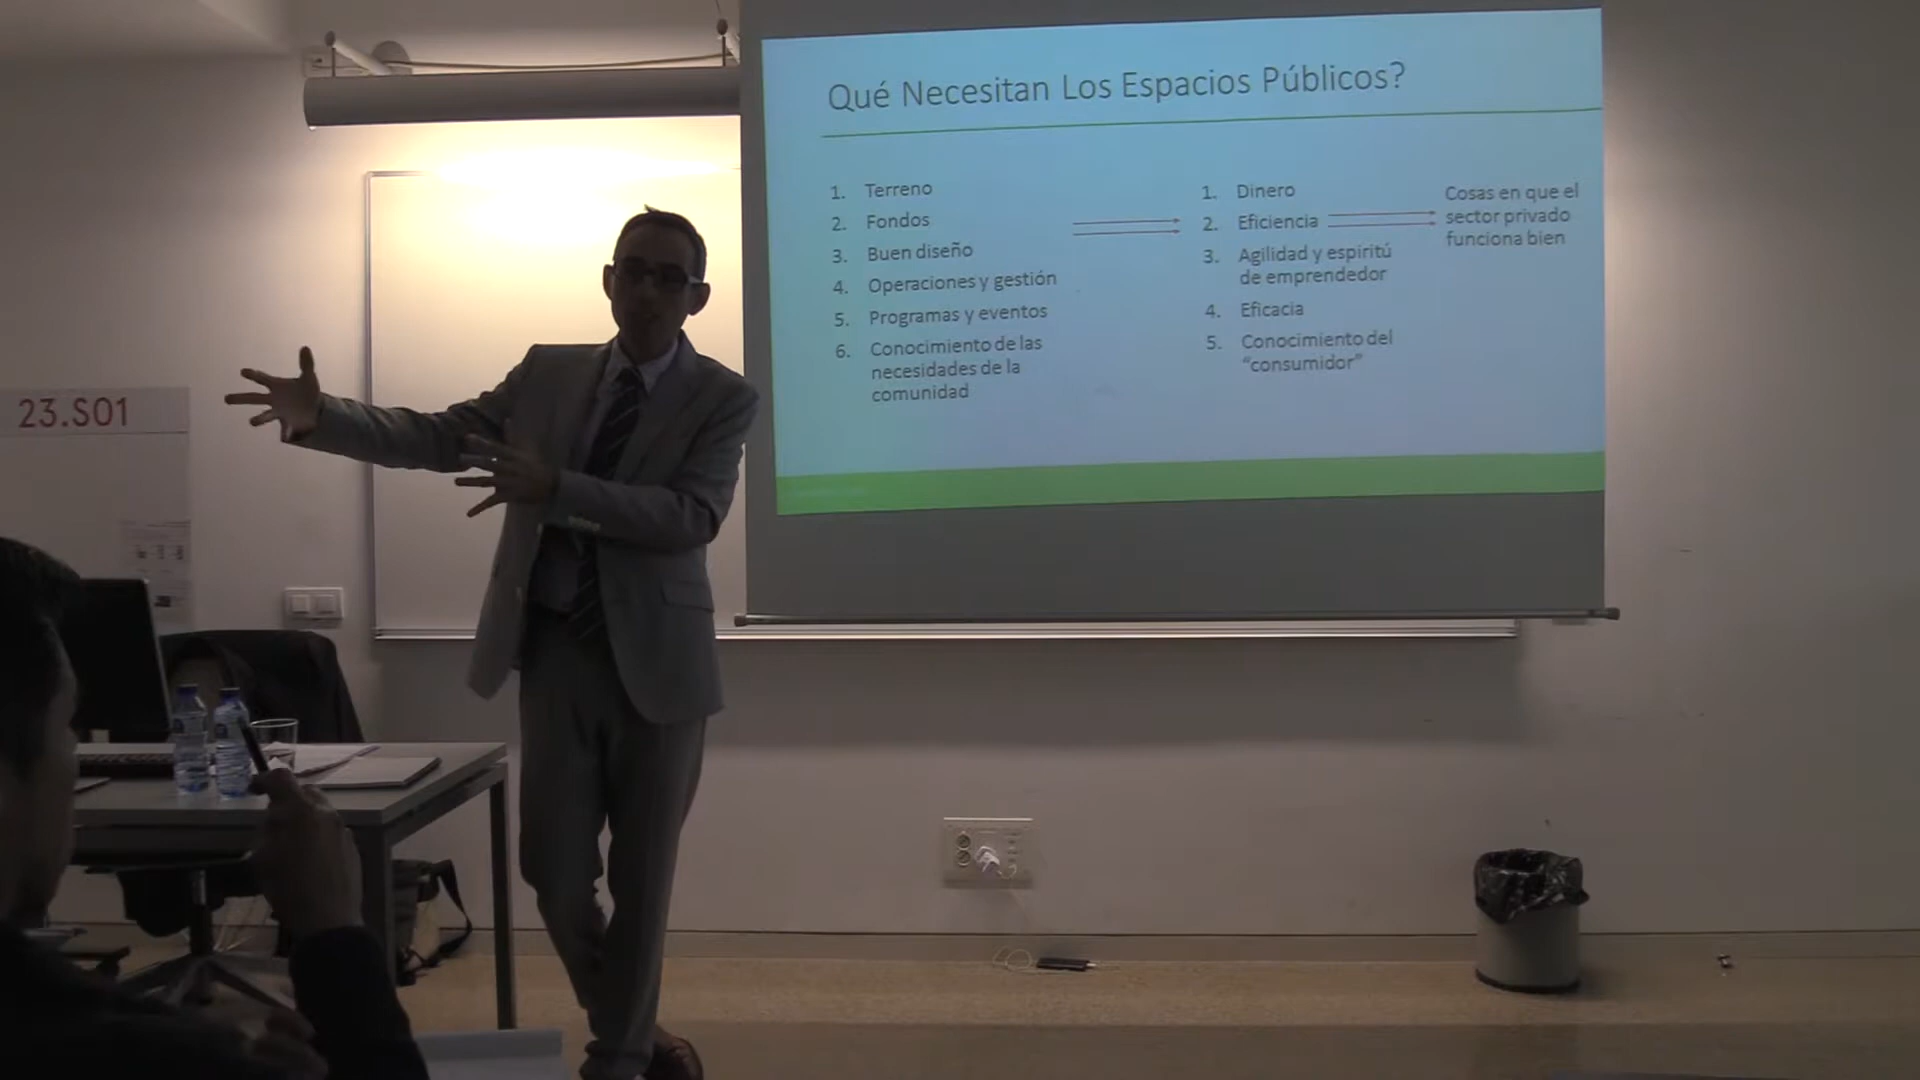 Qué Necesitan Los Espacios Públicos?
1. Terreno
2. Fondos
3. Buen diseño
4. Operaciones y gestión
5. Programas y eventos
6. Conocimiento de las
necesidades de la
comunidad
1. Dinero
2. Eficiencia
3. Agilidad y espiritú
de emprendedor
4. Eficacia
5. Conocimiento del
“consumidor”
Cosas en que el
sector privado
funciona bien
23.S01